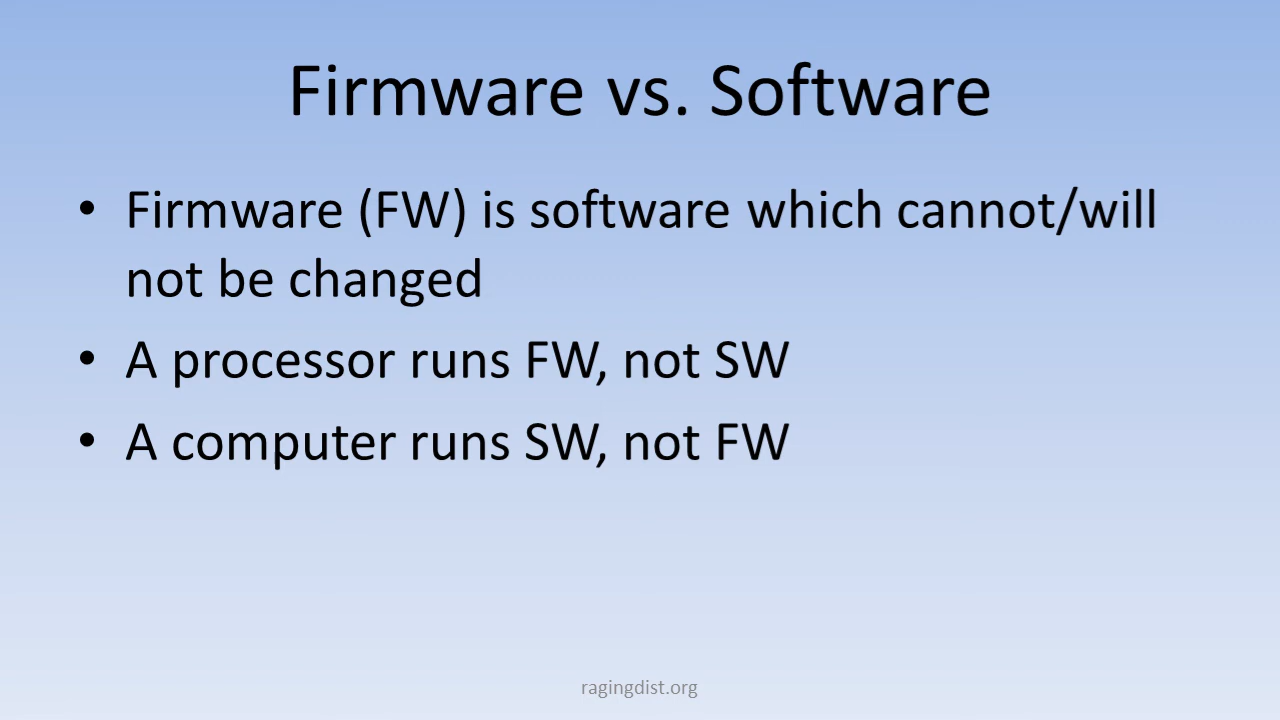 Firmware vs. Software
• Firmware (FW) is software which cannot/will
not be changed
• A processor runs FW, not SW
• A computer runs SW, not FW
ragingdist.org